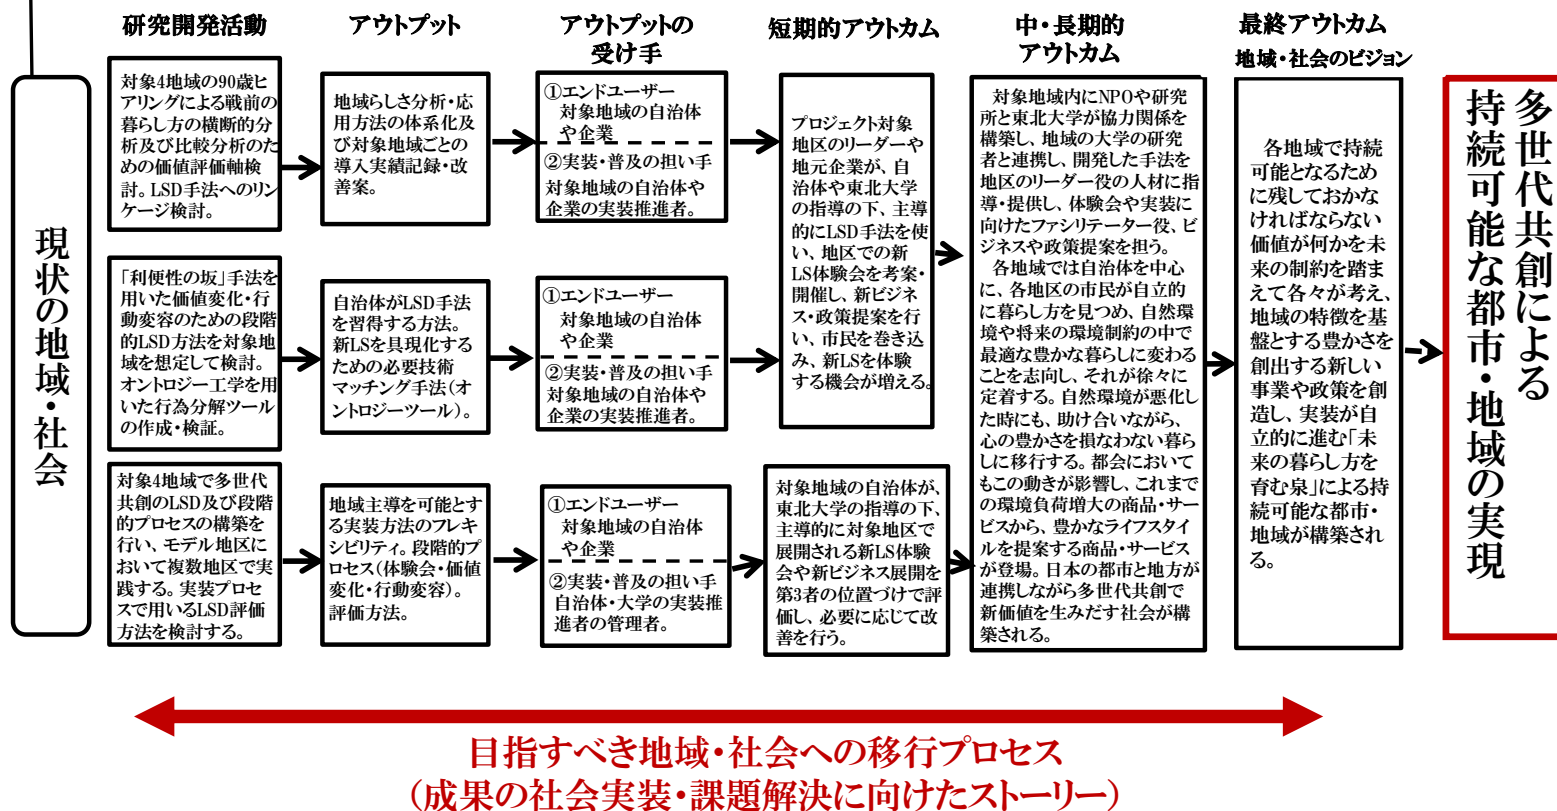 研究開発活動
アウトプット
アウトプットの
受け手
短期的アウトカム
中・長期的
アウトカム
最終アウトカム
地域・社会のビジョン
現状の地域・社会
対象4地域の90歳ヒ
アリングによる戦前の
暮らし方の横断的分
析及び比較分析のた
めの価値評価軸検
討。LSD手法へのリン
ケージ検討。
地域らしさ分析・応
用方法の体系化及
び対象地域ごとの
導入実績記録・改
善案。
①エンドユーザー
対象地域の自治体
や企業
②実装・普及の担い手
対象地域の自治体や
企業の実装推進者。
「利便性の坂」手法を
用いた価値変化・行
動変容のための段階
的LSD方法を対象地
域を想定して検討。
オントロジー工学を用
いた行為分解ツール
の作成・検証。
自治体がLSD手法
を習得する方法。
新LSを具現化する
ための必要技術
マッチング手法(オ
ントロジーツール)。
①エンドユーザー
対象地域の自治体
や企業
②実装・普及の担い手
対象地域の自治体や
企業の実装推進者。
対象4地域で多世代
共創のLSD及び段階
的プロセスの構築を
行い、モデル地区に
おいて複数地区で実
践する。実装プロセ
スで用いるLSD評価
方法を検討する。
地域主導を可能とす
る実装方法のフレキ
シビリティ。段階的プ
ロセス(体験会・価値
変化・行動変容)。
評価方法。
①エンドユーザー
対象地域の自治体
や企業
②実装・普及の担い手
自治体・大学の実装推
進者の管理者。
プロジェクト対象
地区のリーダーや
地元企業が、自
治体や東北大学
の指導の下、主導
的にLSD手法を使
い、地区での新
LS体験会を考案・
開催し、新ビジネ
ス・政策提案を行
い、市民を巻き込
み、新LSを体験
する機会が増える。
対象地域の自治体が、
東北大学の指導の下、
主導的に対象地区で
展開される新LS体験
会や新ビジネス展開を
第3者の位置づけで評
価し、必要に応じて改
善を行う。
対象地域内にNPOや研究
所と東北大学が協力関係を
構築し、地域の大学の研究
者と連携し、開発した手法を
地区のリーダー役の人材に指
導・提供し、体験会や実装に
向けたファシリテーター役、ビ
ジネスや政策提案を担う。
各地域では自治体を中心
に、各地区の市民が自立的
に暮らし方を見つめ、自然環
境や将来の環境制約の中で
最適な豊かな暮らしに変わる
ことを志向し、それが徐々に
定着する。自然環境が悪化し
た時にも、助け合いながら、
心の豊かさを損なわない暮ら
しに移行する。都会において
もこの動きが影響し、これまで
の環境負荷増大の商品・サー
ビスから、豊かなライフスタイ
ルを提案する商品・サービス
が登場。日本の都市と地方が
連携しながら多世代共創で
新価値を生みだす社会が構
築される。
各地域で持続
可能となるため
に残しておかな
ければならない
価値が何かを未
来の制約を踏ま
えて各々が考え、
地域の特徴を基
盤とする豊かさを
創出する新しい
事業や政策を創
造し、実装が自
立的に進む「未
来の暮らし方を
育む泉」による持
続可能な都市・
地域が構築され
る。
多世代共創による
持続可能な都市・地域の実現
目指すべき地域・社会への移行プロセス
(成果の社会実装・課題解決に向けたストーリー)